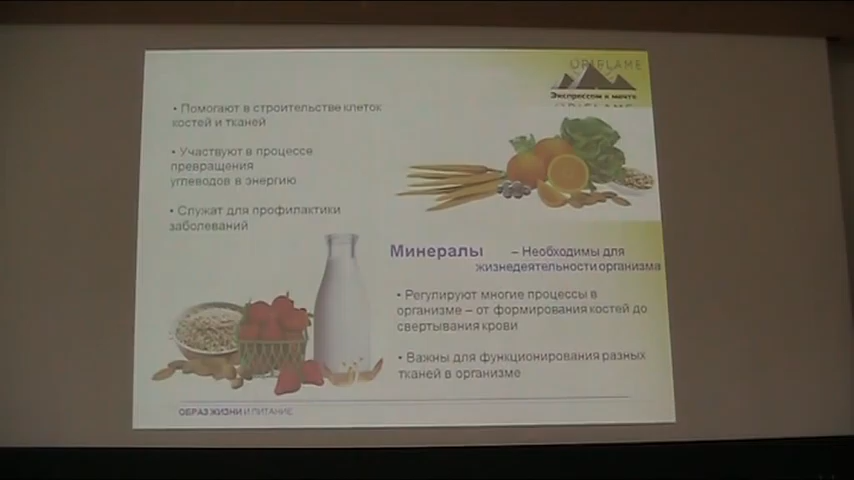 ORIFLAME
Экспрессом к мечте
ORIFLAME
• Помогают в строительстве клеток
костей и тканей
• Участвуют в процессе
превращения
углеводов в энергию
• Служат для профилактики
заболеваний
Минералы – Необходимы для
жизнедеятельности организма
• Регулируют многие процессы в
организме – от формирования костей до
свертывания крови
• Важны для функционирования разных
тканей в организме
ОБРАЗ ЖИЗНИ И ПИТАНИЕ